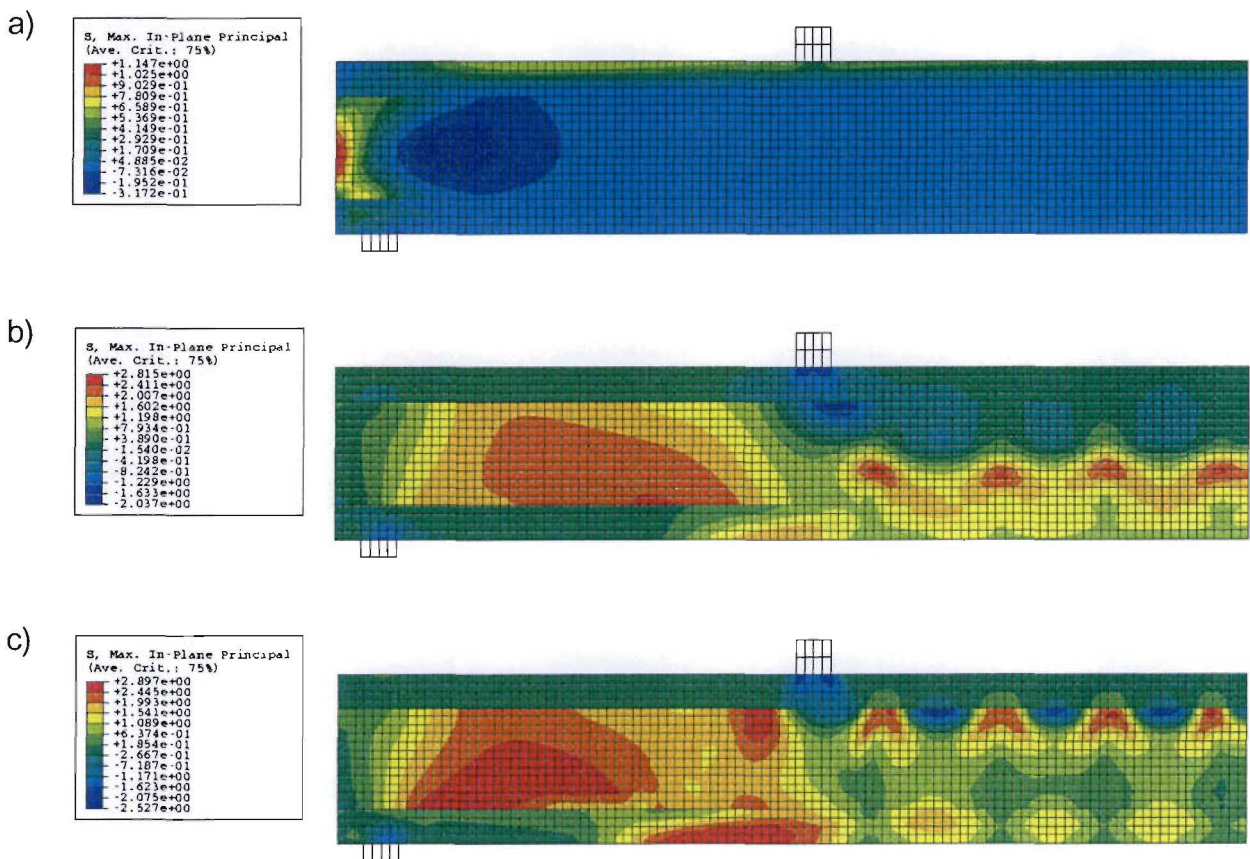 a)
S, Max. In-Plane Principal
(Ave. Crit.: 75%)
+1.147e+00
+1.025e+00
+9.029e-01
+7.809e-01
+6.589e-01
+5.369e-01
+4.149e-01
+2.929e-01
+1.709e-01
+4.885e-02
-7.316e-02
-1.952e-01
-3.172e-01
b)
S, Max. In-Plane Principal
(Ave. Crit.: 75%)
+2.815e+00
+2.411e+00
+2.007e+00
+1.602e+00
+1.198e+00
+7.934e-01
+3.890e-01
-1.540e-02
-4.198e-01
-8.242e-01
-1.229e+00
-1.633e+00
-2.037e+00
c)
S, Max. In-Plane Principal
(Ave. Crit.: 75%)
+2.897e+00
+2.445e+00
+1.993e+00
+1.541e+00
+1.089e+00
+6.374e-01
+1.854e-01
-2.667e-01
-7.187e-01
-1.171e+00
-1.623e+00
-2.075e+00
-2.527e+00